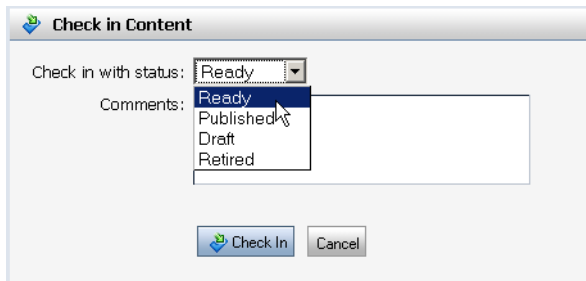 Check in Content
Check in with status: Ready
Comments: Ready
Published
Draft
Retired
Check In Cancel